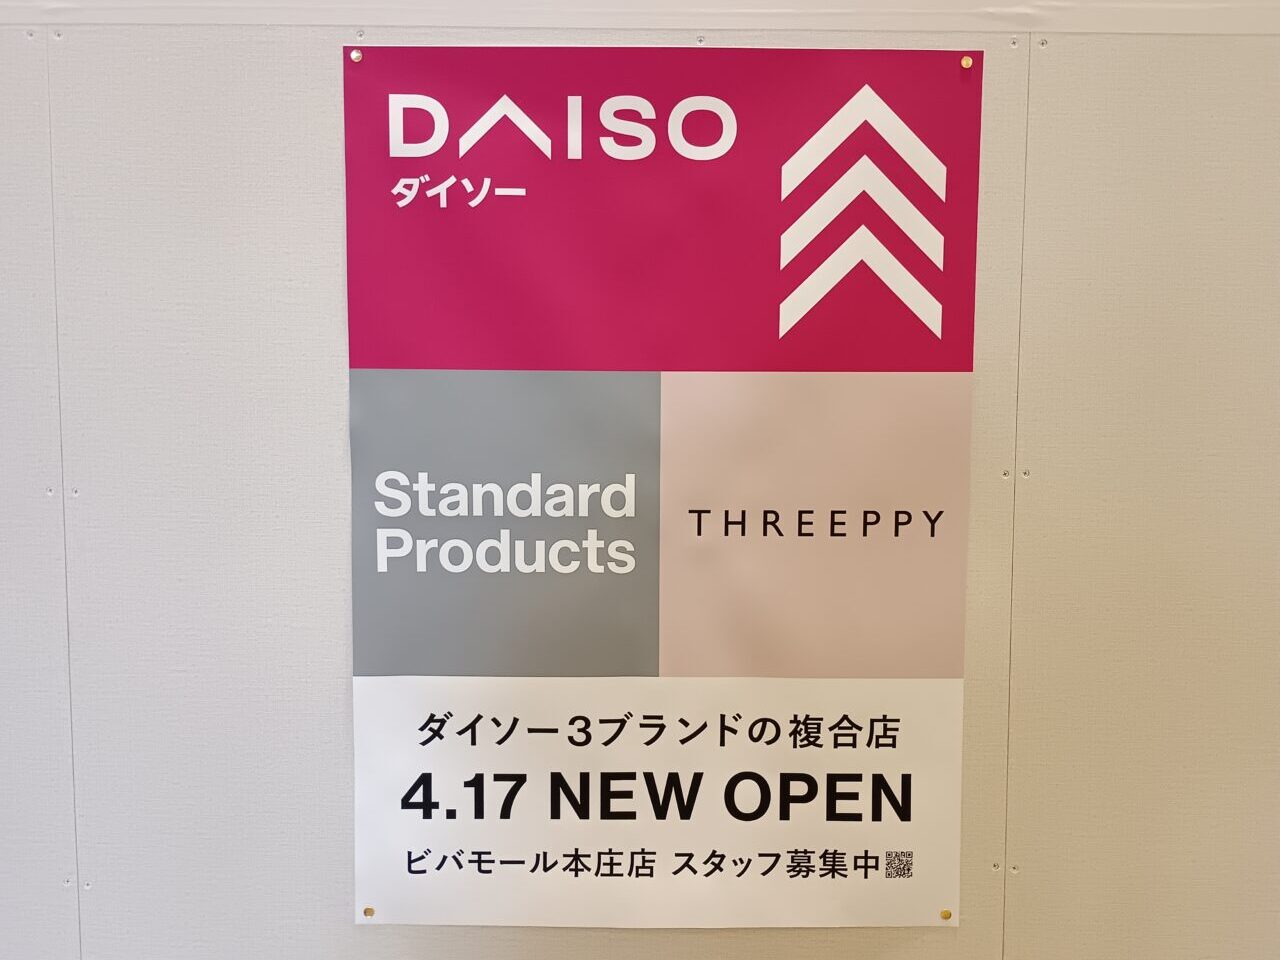 DAISO
ダイソー
Standard
Products
THREEPPY
ダイソー3ブランドの複合店
4.17 NEW OPEN
ビバモール本庄店 スタッフ募集中